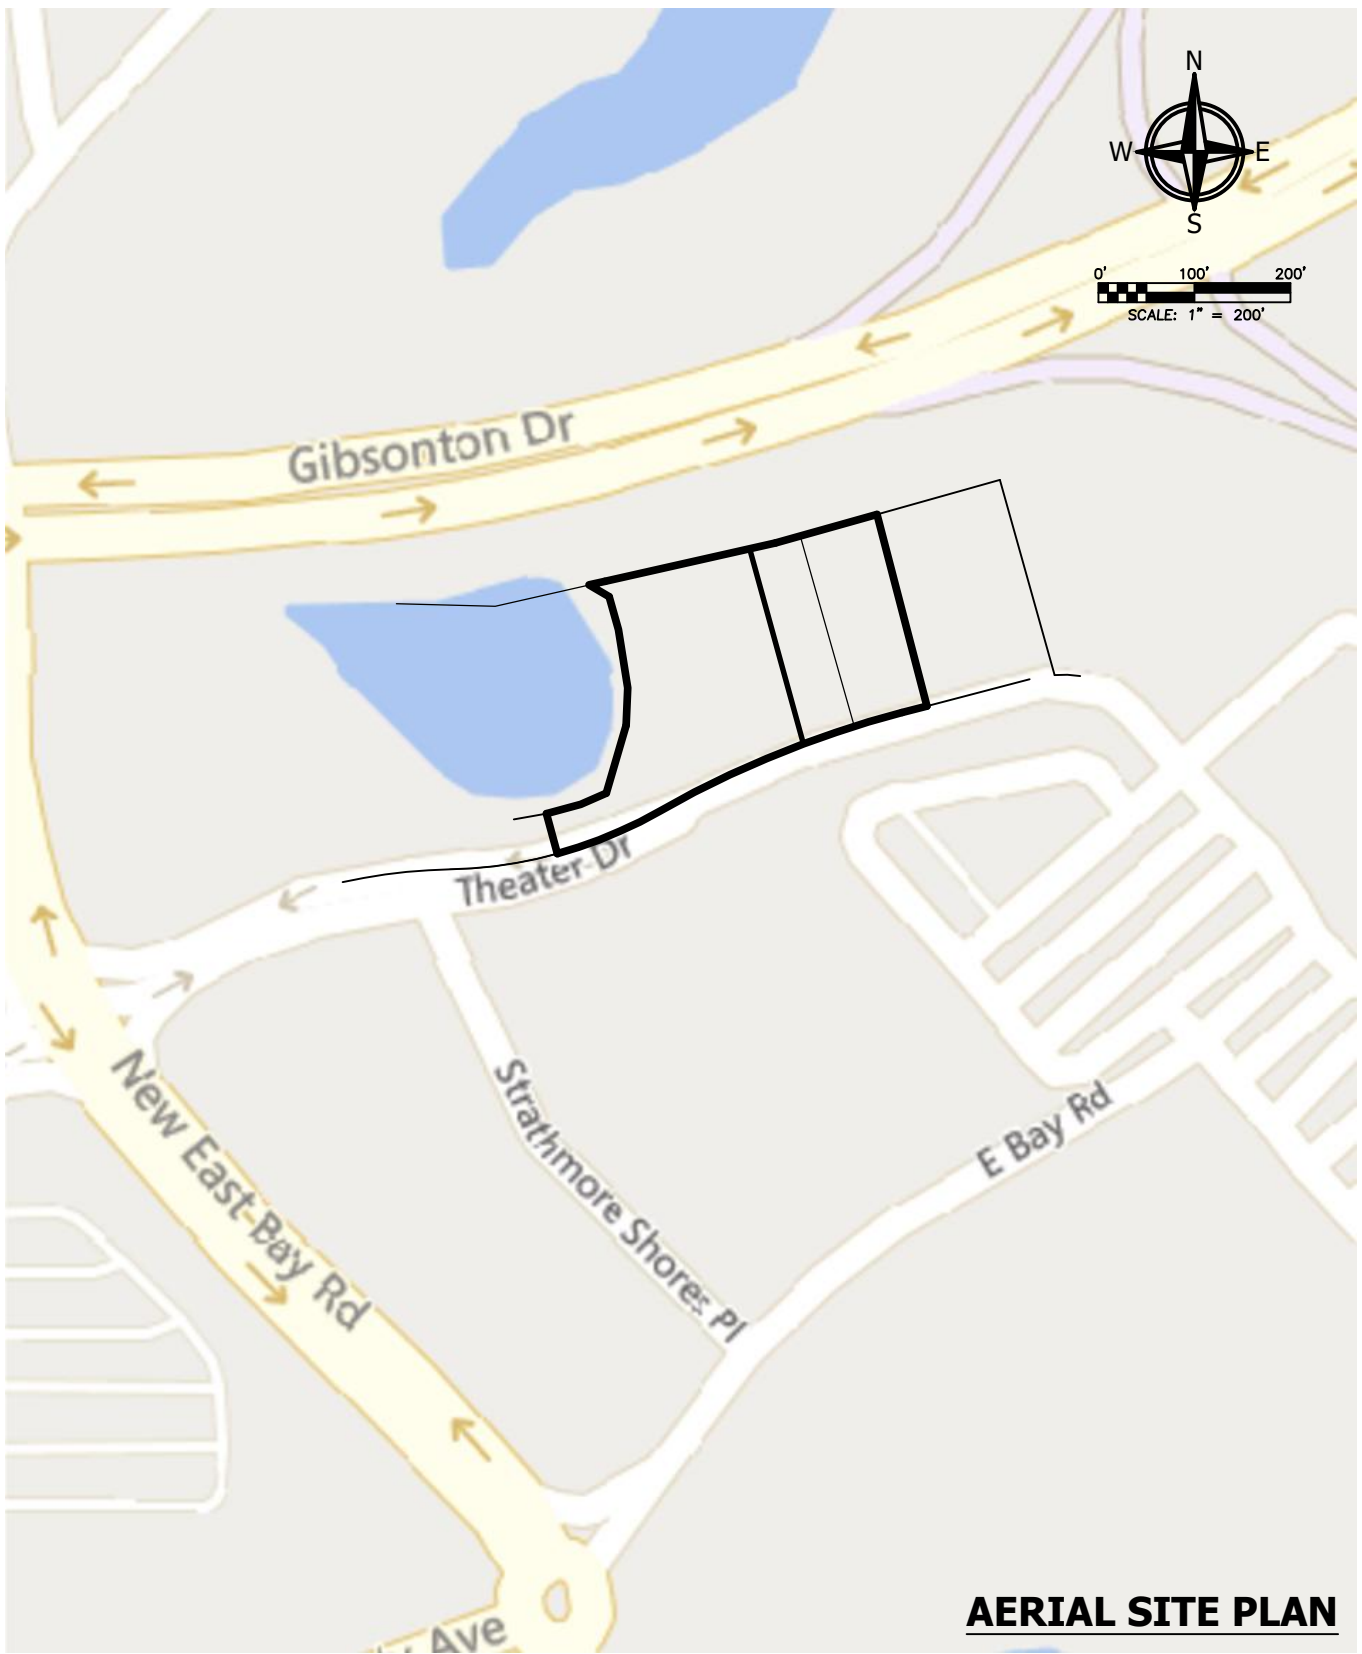 N
W E
S
0' 100' 200'
SCALE: 1" = 200'
Gibsonton Dr
Theater Dr
New East Bay Rd
Strathmore Shores Pl
E Bay Rd
Ave
AERIAL SITE PLAN